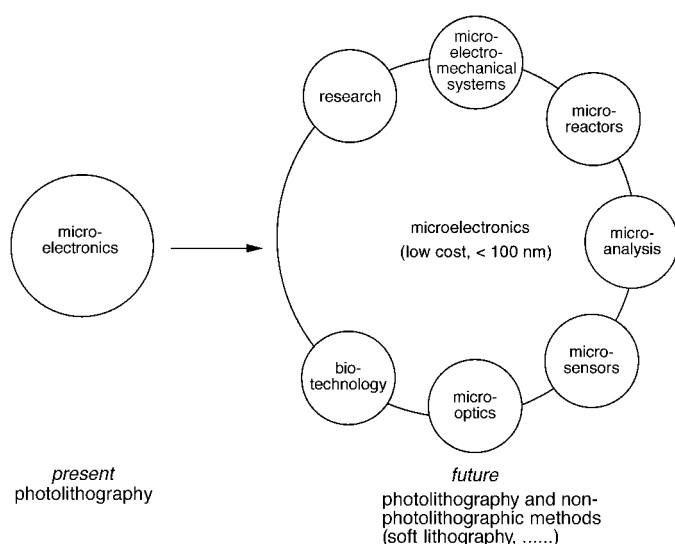 micro-
electronics
research
micro-
electro-
mechanical
systems
micro-
reactors
micro-
analysis
micro-
sensors
micro-
optics
bio-
technology
microelectronics
(low cost, < 100 nm)
present
photolithography
future
photolithography and non-
photolithographic methods
(soft lithography, ......)